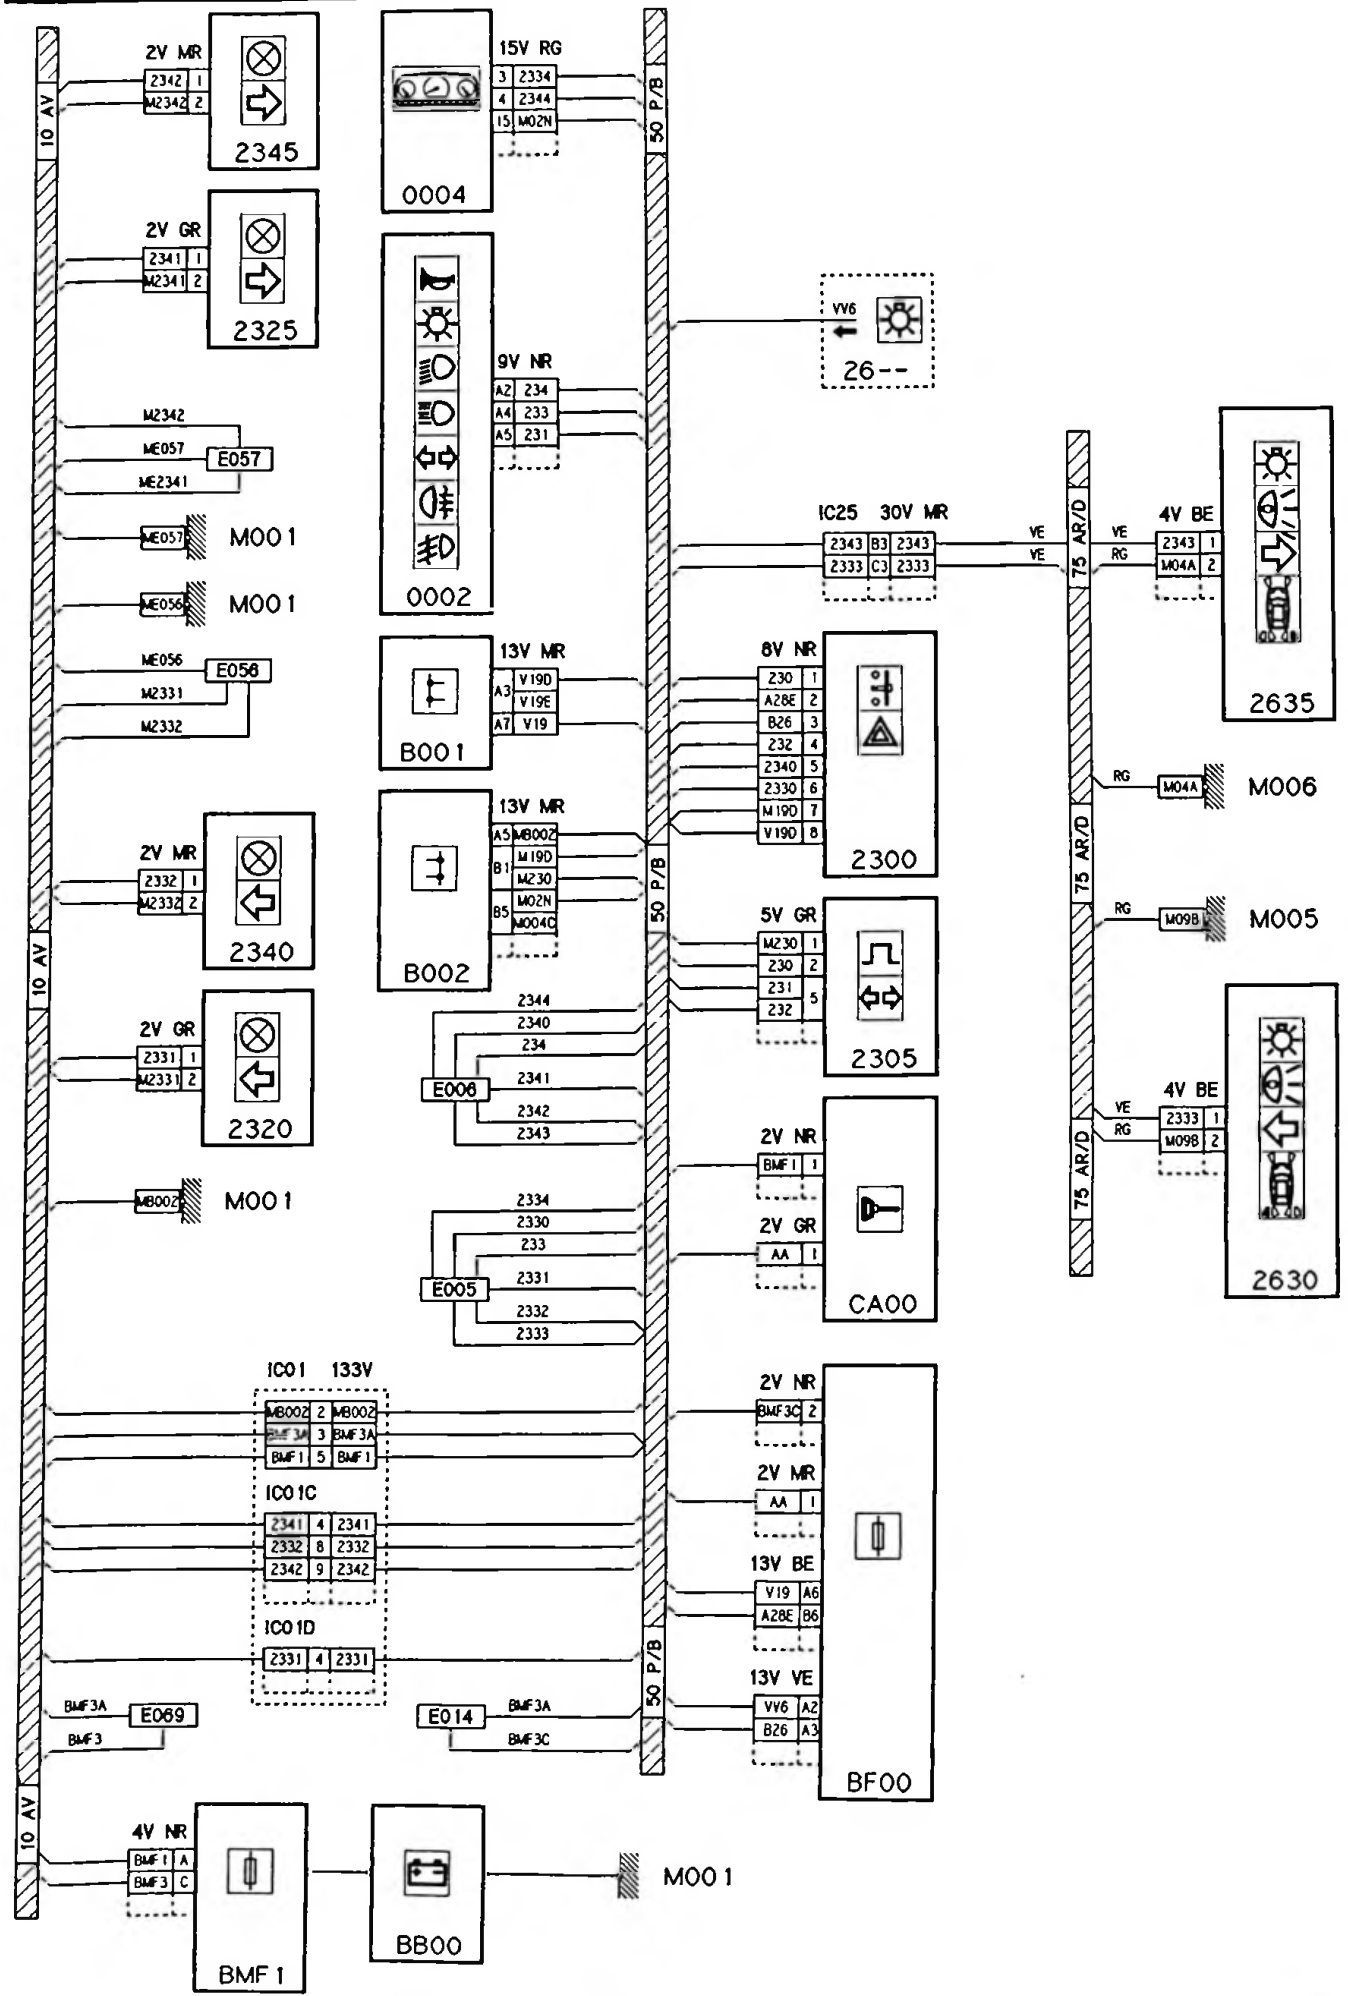 10 AV
2V MR
2342 1
M2342 2
2345
2V GR
2341 1
M2341 2
2325
M2342
ME057
E057
ME2341
ME057
M001
ME056
M001
ME056
E056
M2331
M2332
2V MR
2332 1
M2332 2
2340
10 AV
2V GR
2331 1
M2331 2
2320
MB002
M001
15V RG
3 2334
4 2344
15 M02N
0004
50 P/B
9V NR
A2 234
A4 233
A5 231
0002
13V MR
A3 V19D
V19E
A7 V19
B001
13V MR
A5 MB002
B1 M19D
M230
B5 M02N
M004C
B002
50 P/B
2344
2340
234
E006
2341
2342
2343
2334
2330
233
E005
2331
2332
2333
VV6
26--
IC25 30V MR
2343 B3 2343
2333 C3 2333
VE
VE
75 AR/D
VE
RG
4V BE
2343 1
M04A 2
2635
8V NR
230 1
A28E 2
B26 3
232 4
2340 5
2330 6
M19D 7
V19D 8
2300
RG
M04A
M006
75 AR/D
RG
M09B
M005
5V GR
M230 1
230 2
231
5
232
2305
2V NR
BMF1 1
2V GR
AA 1
CA00
VE
RG
75 AR/D
4V BE
2333 1
M09B 2
2630
IC01 133V
MB002 2 MB002
BMF3A 3 BMF3A
BMF1 5 BMF1
IC01C
2341 4 2341
2332 8 2332
2342 9 2342
IC01D
2331 4 2331
2V NR
BMF3C 2
2V MR
AA 1
13V BE
V19 A6
A28E B6
13V VE
VV6 A2
B26 A3
BF00
50 P/B
BMF3A
E069
BMF3
E014
BMF3A
BMF3C
10 AV
4V NR
BMF1 A
BMF3 C
BMF1
BB00
M001